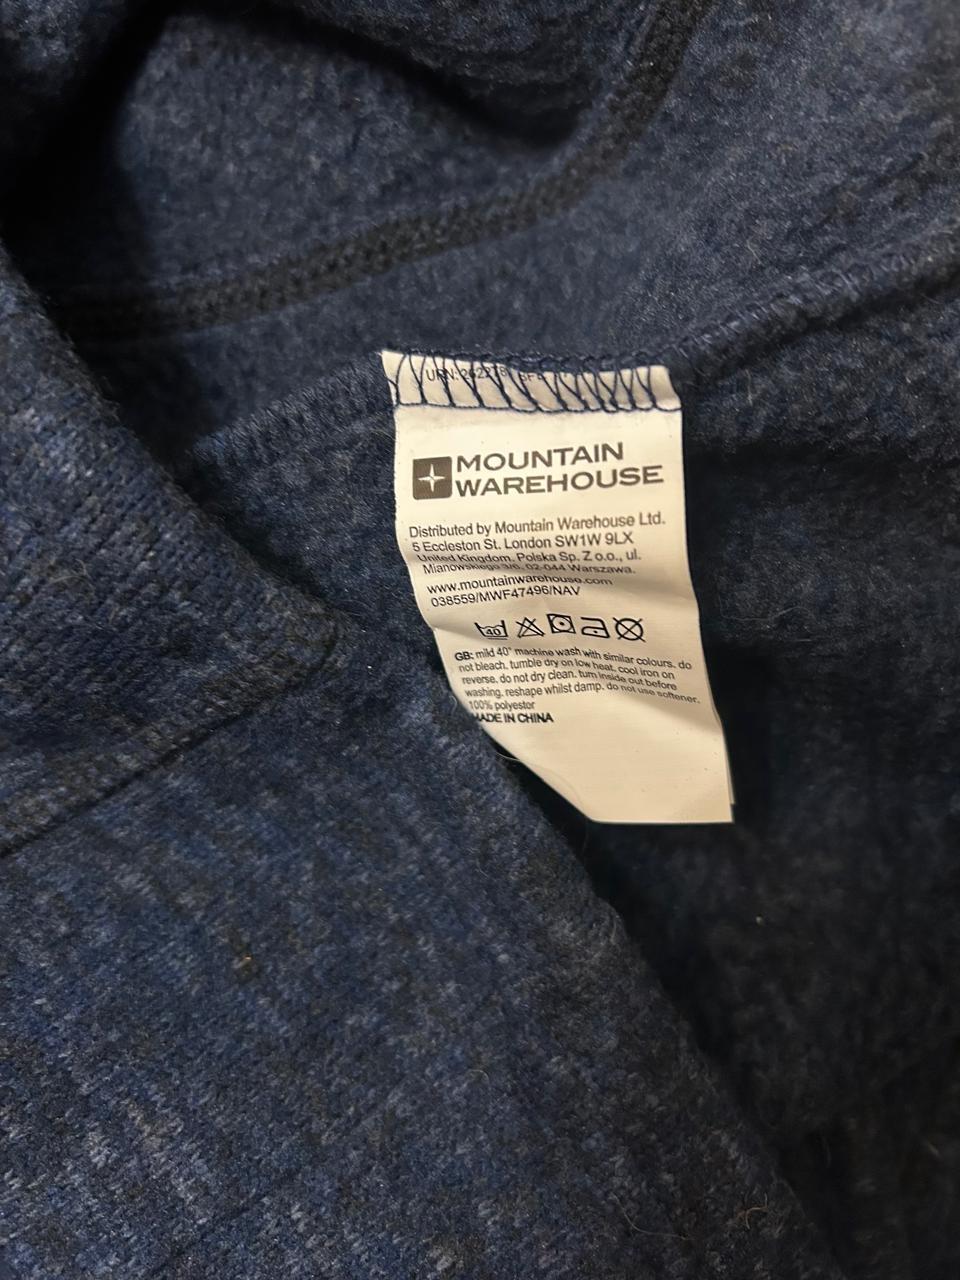 URN:
MOUNTAIN
WAREHOUSE
Distributed by Mountain Warehouse Ltd.
5 Eccleston St. London SW1W 9LX
United Kingdom. Polska Sp. Z o.o., ul.
Mianowskiego 3/6, 02-044 Warszawa.
www.mountainwarehouse.com
038559/MWF47496/NAV
40
GB: mild 40° machine wash with similar colours. do
not bleach. tumble dry on low heat. cool iron on
reverse. do not dry clean. turn inside out before
washing. reshape whilst damp. do not use softener.
100% polyestor
MADE IN CHINA